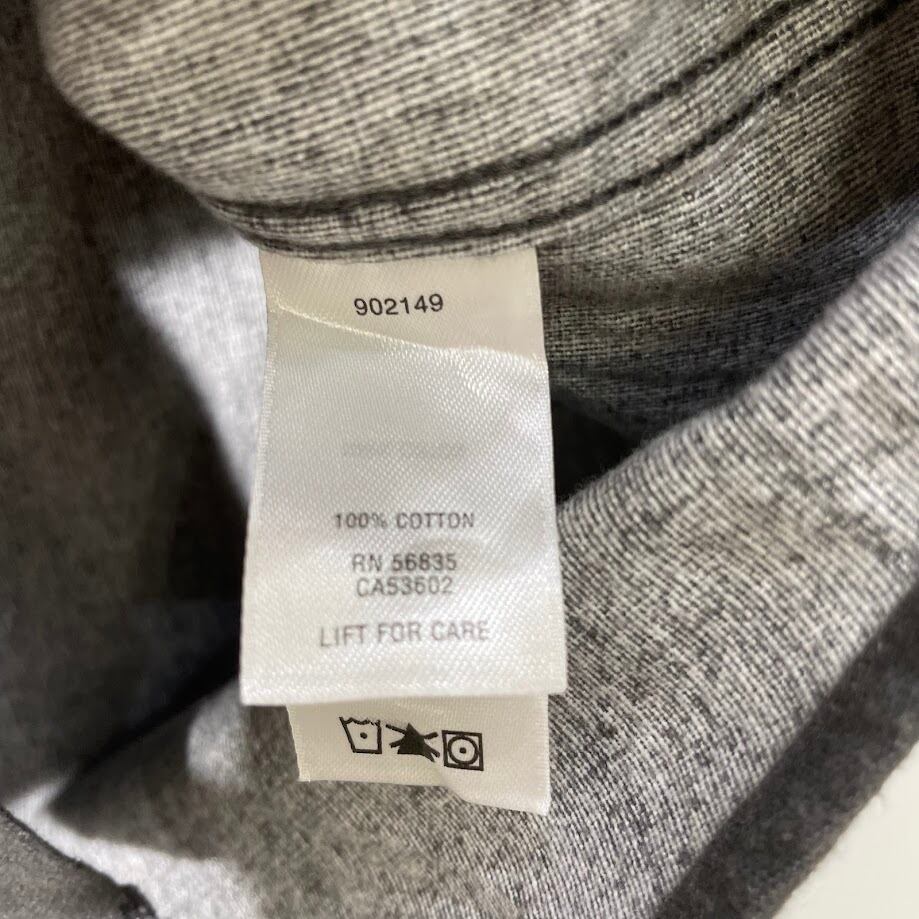 902149
100% COTTON
RN 56835
CA53602
LIFT FOR CARE